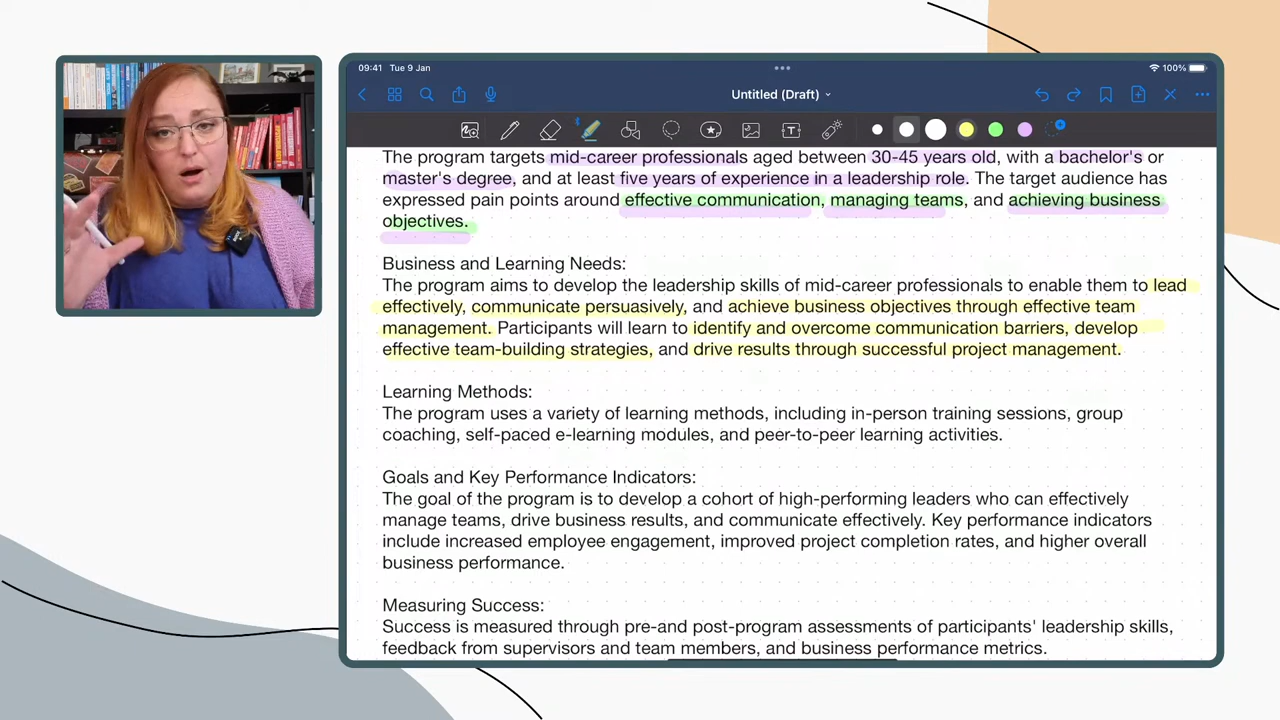 09:41 Tue 9 Jan
100%
Untitled (Draft)
The program targets mid-career professionals aged between 30-45 years old, with a bachelor's or
master's degree, and at least five years of experience in a leadership role. The target audience has
expressed pain points around effective communication, managing teams, and achieving business
objectives.
Business and Learning Needs:
The program aims to develop the leadership skills of mid-career professionals to enable them to lead
effectively, communicate persuasively, and achieve business objectives through effective team
management. Participants will learn to identify and overcome communication barriers, develop
effective team-building strategies, and drive results through successful project management.
Learning Methods:
The program uses a variety of learning methods, including in-person training sessions, group
coaching, self-paced e-learning modules, and peer-to-peer learning activities.
Goals and Key Performance Indicators:
The goal of the program is to develop a cohort of high-performing leaders who can effectively
manage teams, drive business results, and communicate effectively. Key performance indicators
include increased employee engagement, improved project completion rates, and higher overall
business performance.
Measuring Success:
Success is measured through pre-and post-program assessments of participants' leadership skills,
feedback from supervisors and team members, and business performance metrics.